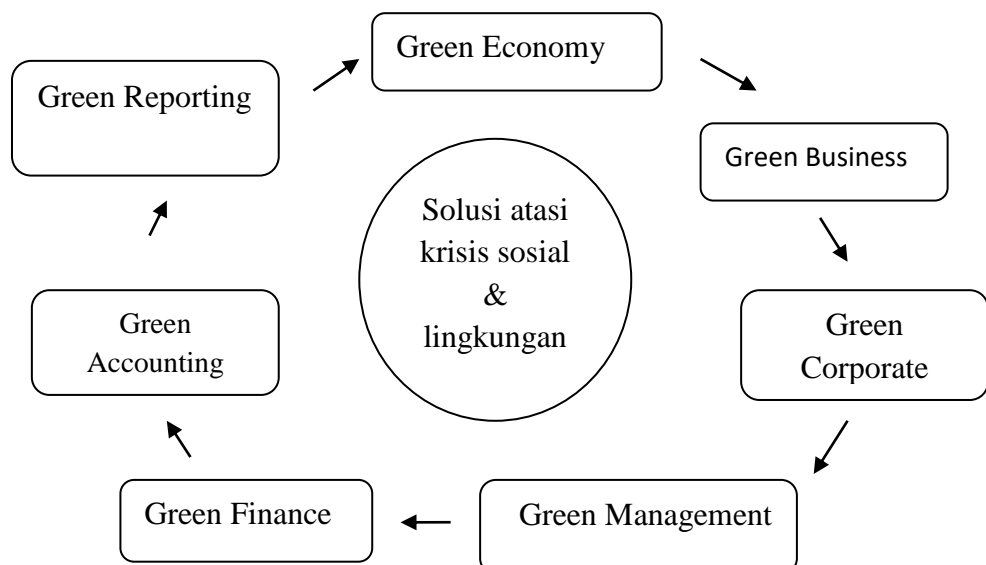 Green Economy
Green Reporting
Green Business
Solusi atasi
krisis sosial
&
lingkungan
Green
Accounting
Green
Corporate
Green Finance
Green Management